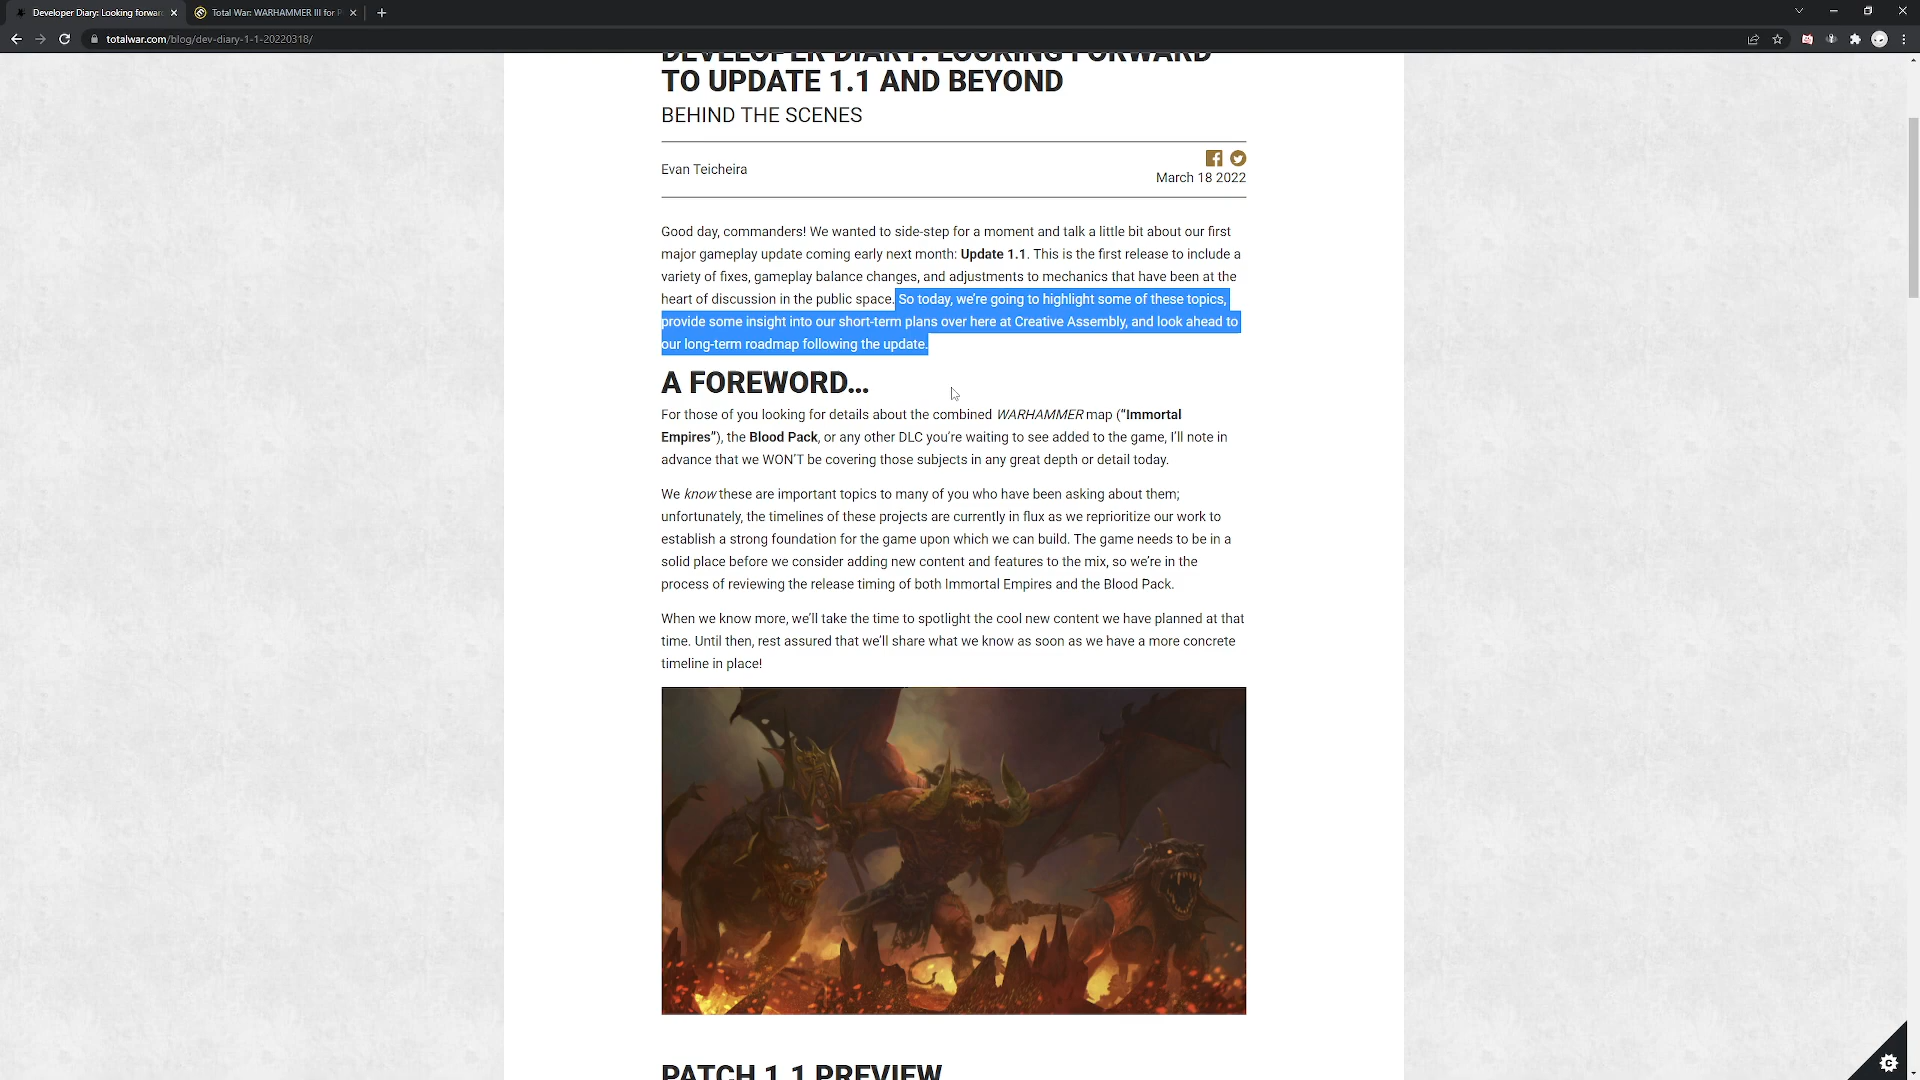 Developer Diary: Looking forwar
Total War: WARHAMMER III for P
totalwar.com/blog/dev-diary-1-1-20220318/
DEVELOPER DIARY: LOOKING FORWARD
TO UPDATE 1.1 AND BEYOND
BEHIND THE SCENES
Evan Teicheira
March 18 2022
Good day, commanders! We wanted to side-step for a moment and talk a little bit about our first
major gameplay update coming early next month: Update 1.1. This is the first release to include a
variety of fixes, gameplay balance changes, and adjustments to mechanics that have been at the
heart of discussion in the public space. So today, we're going to highlight some of these topics,
provide some insight into our short-term plans over here at Creative Assembly, and look ahead to
our long-term roadmap following the update.
A FOREWORD...
For those of you looking for details about the combined WARHAMMER map ("Immortal
Empires"), the Blood Pack, or any other DLC you're waiting to see added to the game, I'll note in
advance that we WON'T be covering those subjects in any great depth or detail today.
We know these are important topics to many of you who have been asking about them;
unfortunately, the timelines of these projects are currently in flux as we reprioritize our work to
establish a strong foundation for the game upon which we can build. The game needs to be in a
solid place before we consider adding new content and features to the mix, so we're in the
process of reviewing the release timing of both Immortal Empires and the Blood Pack.
When we know more, we'll take the time to spotlight the cool new content we have planned at that
time. Until then, rest assured that we'll share what we know as soon as we have a more concrete
timeline in place!
PATCH 1.1 PREVIEW